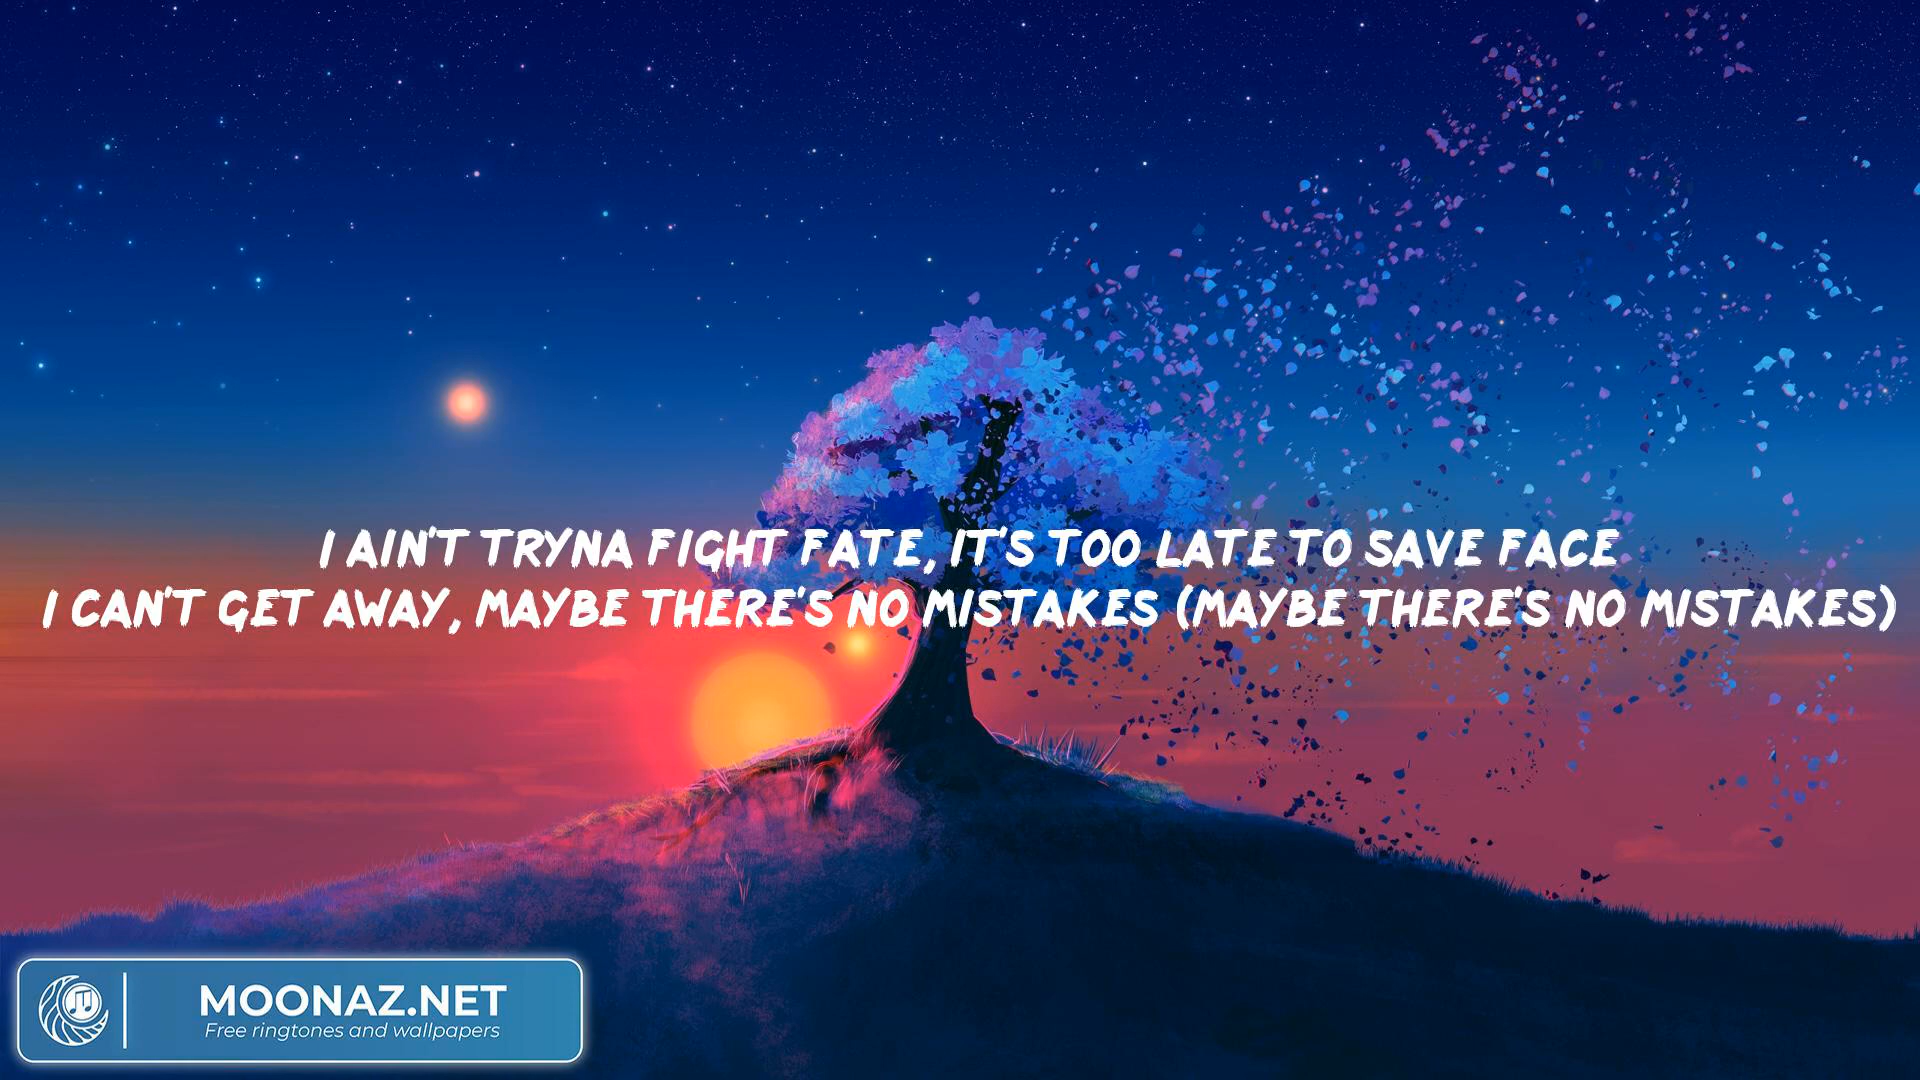 I AIN'T TRYNA FIGHT FATE, IT'S TOO LATE TO SAVE FACE
I CAN'T GET AWAY, MAYBE THERE'S NO MISTAKES (MAYBE THERE'S NO MISTAKES)
MOONAZ.NET
Free ringtones and wallpapers